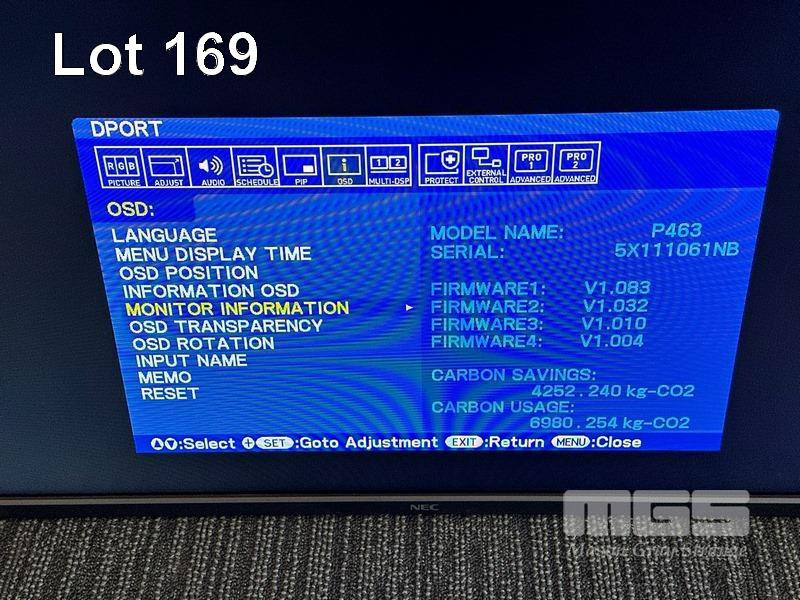 Lot 169
DPORT
RGB 1 2 PRO 1 PRO 2
PICTURE ADJUST AUDIO SCHEDULE PIP OSD MULTI-DSP PROTECT EXTERNAL CONTROL ADVANCED ADVANCED
OSD:
LANGUAGE MODEL NAME: P463
MENU DISPLAY TIME SERIAL: 5X111061NB
OSD POSITION
INFORMATION OSD FIRMWARE1: V1.083
MONITOR INFORMATION FIRMWARE2: V1.032
OSD TRANSPARENCY FIRMWARE3: V1.010
OSD ROTATION FIRMWARE4: V1.004
INPUT NAME
MEMO CARBON SAVINGS:
RESET 4252.240 kg-CO2
CARBON USAGE:
6980.254 kg-CO2
:Select SET :Goto Adjustment EXIT :Return MENU :Close
NEC
MGS